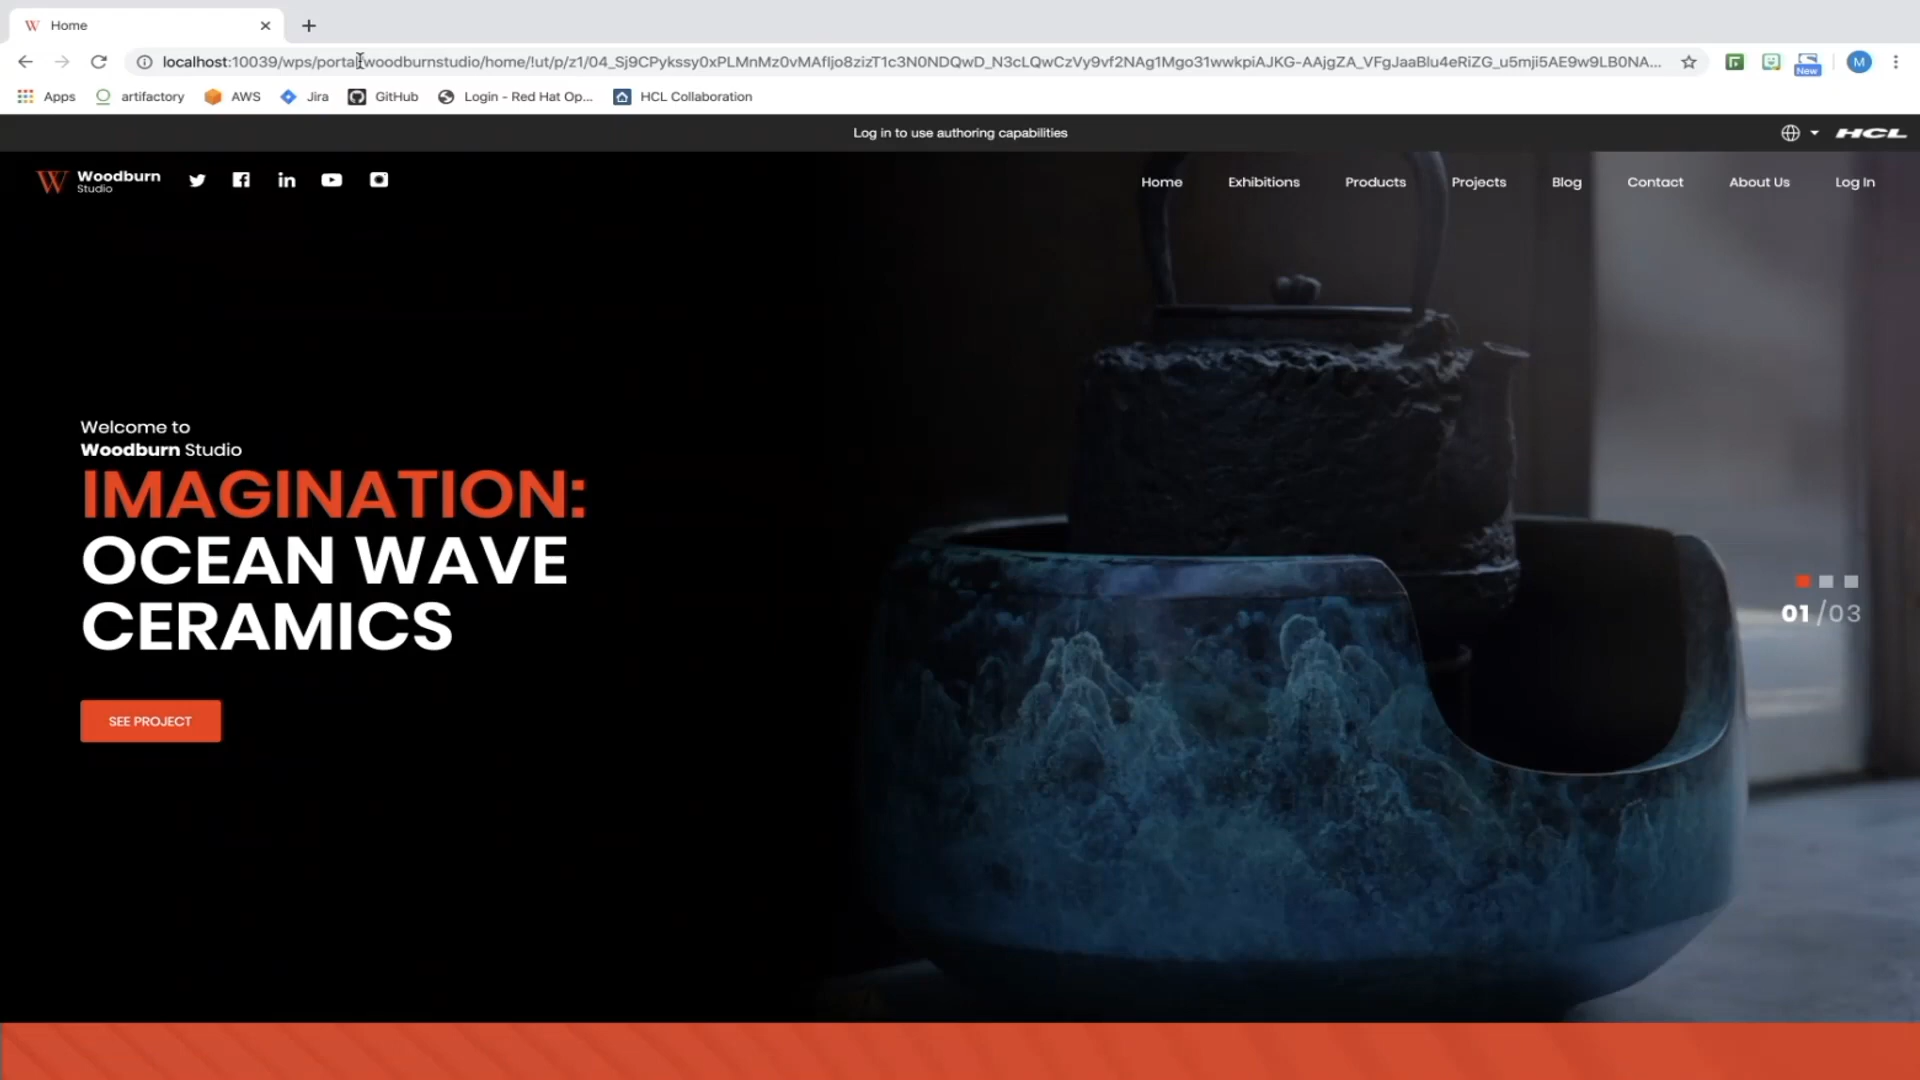 Home
localhost:10039/wps/portal/woodburnstudio/home/!ut/p/z1/04_Sj9CPykssy0xPLMnMz0vMAfIjo8zizT1c3N0NDQwD_N3cLQwCzVy9vf2NAg1Mgo31wwkpiAJKG-AAjgZA_VFgJaaBlu4eRiZG_u5mji5AE9w9LB0NA...
New
M
Apps
artifactory
AWS
Jira
GitHub
Login - Red Hat Op...
HCL Collaboration
Log in to use authoring capabilities
HCL
Woodburn
Studio
Home
Exhibitions
Products
Projects
Blog
Contact
About Us
Log In
Welcome to
Woodburn Studio
IMAGINATION:
OCEAN WAVE
CERAMICS
01 /03
SEE PROJECT